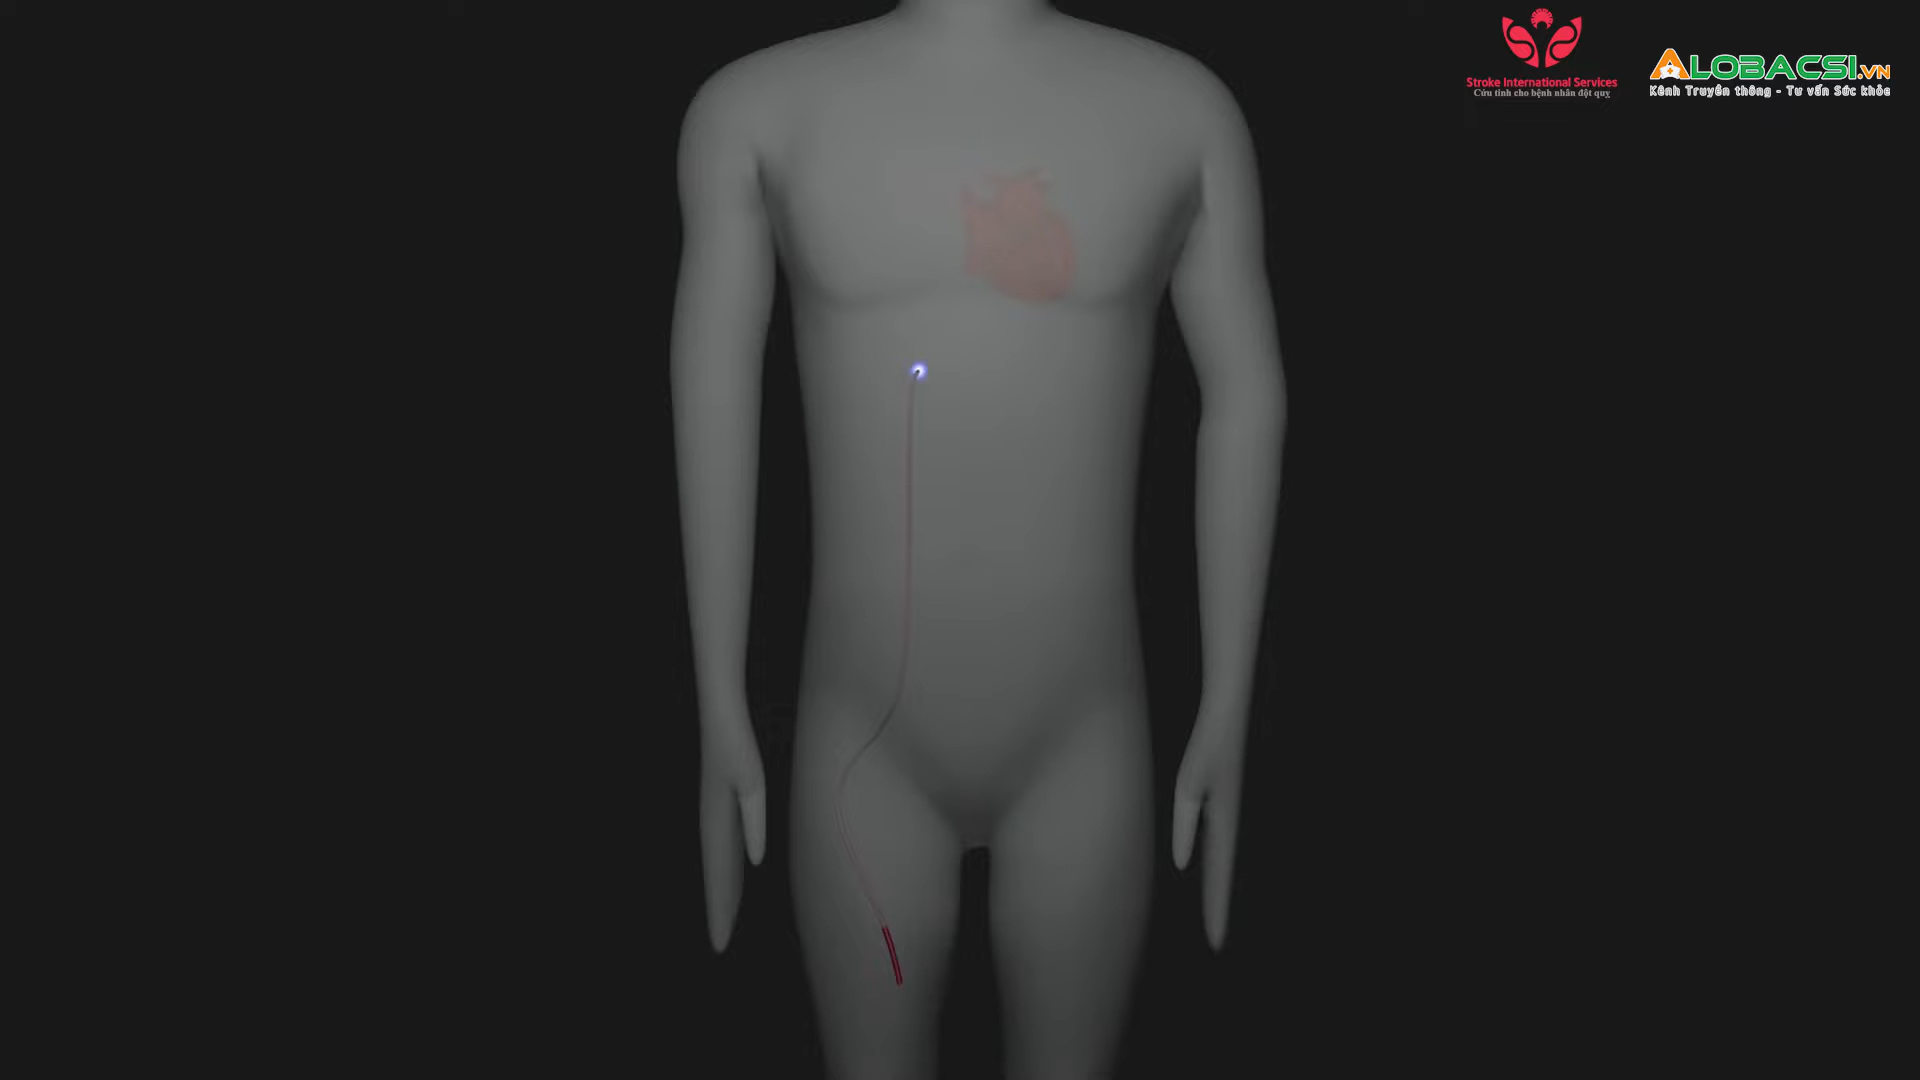 Stroke International Services
Cứu tinh cho bệnh nhân đột quỵ
ALOBACSI.VN
Kênh Truyền thông - Tư vấn Sức khỏe